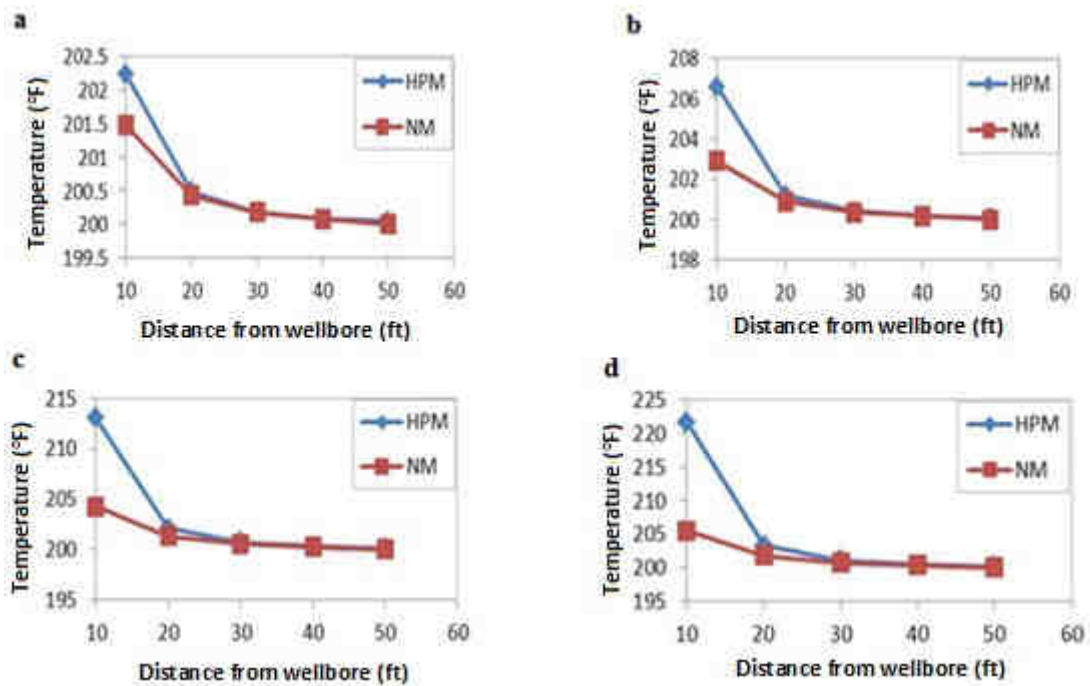 a
Temperature (°F)
202.5
202
201.5
201
200.5
200
199.5
10 20 30 40 50 60
Distance from wellbore (ft)
HPM
NM
b
Temperature (°F)
208
206
204
202
200
198
10 20 30 40 50 60
Distance from wellbore (ft)
HPM
NM
c
Temperature (°F)
215
210
205
200
195
10 20 30 40 50 60
Distance from wellbore (ft)
HPM
NM
d
Temperature (°F)
225
220
215
210
205
200
195
10 20 30 40 50 60
Distance from wellbore (ft)
HPM
NM